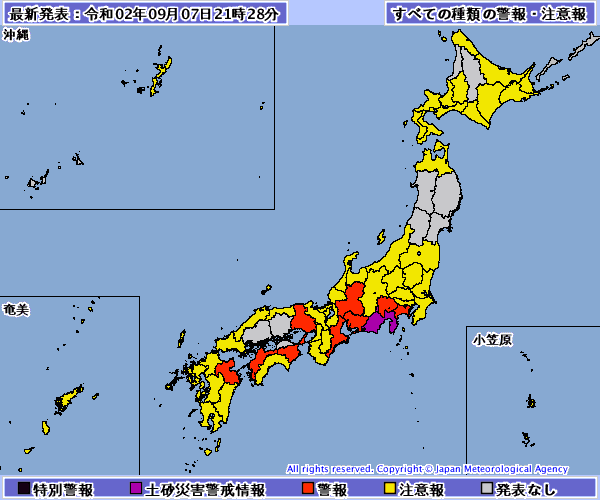 最新発表：令和02年09月07日21時28分
すべての種類の警報・注意報
沖縄
奄美
小笠原
All rights reserved. Copyright © Japan Meteorological Agency
特別警報
土砂災害警戒情報
警報
注意報
発表なし